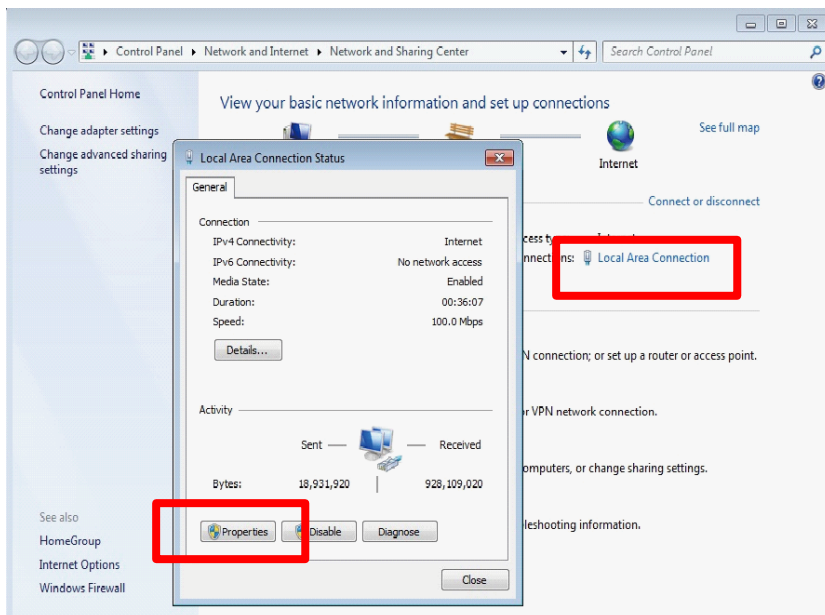 Control Panel ▸ Network and Internet ▸ Network and Sharing Center
Search Control Panel
Control Panel Home
Change adapter settings
Change advanced sharing
settings
View your basic network information and set up connections
See full map
Internet
Connect or disconnect
Local Area Connection
N connection; or set up a router or access point.
or VPN network connection.
omputers, or change sharing settings.
leshooting information.
Local Area Connection Status
General
Connection
IPv4 Connectivity: Internet
IPv6 Connectivity: No network access
Media State: Enabled
Duration: 00:36:07
Speed: 100.0 Mbps
Details...
Activity
Sent — — Received
Bytes: 18,931,920 | 928,109,020
Properties Disable Diagnose
Close
See also
HomeGroup
Internet Options
Windows Firewall